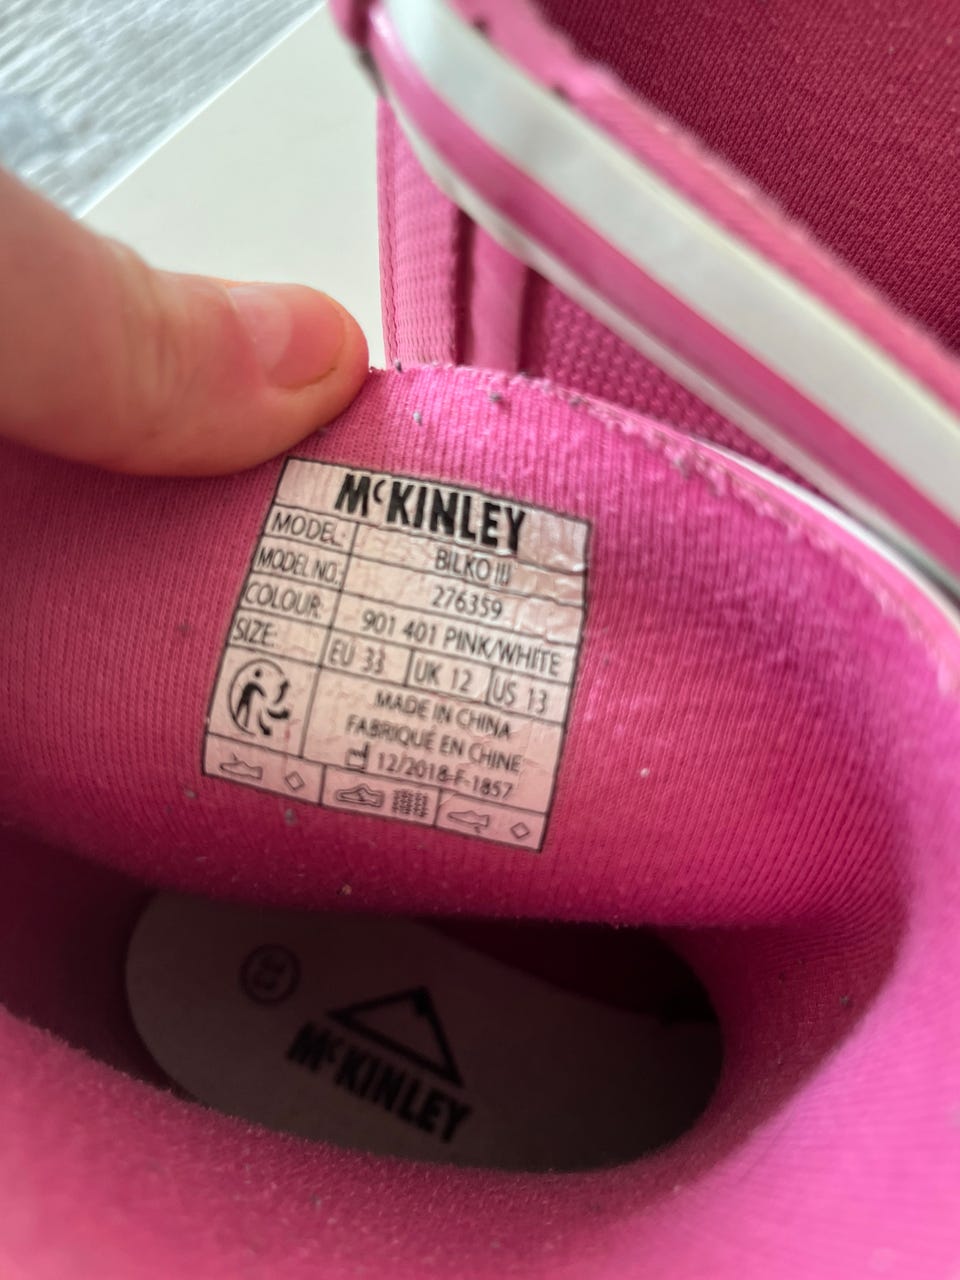 McKINLEY
MODEL: BILKO III
MODEL NO.: 276359
COLOUR: 901 401 PINK/WHITE
SIZE: EU 33 UK 12 US 13
MADE IN CHINA
FABRIQUÉ EN CHINE
12/2018-F-1857
33
McKINLEY